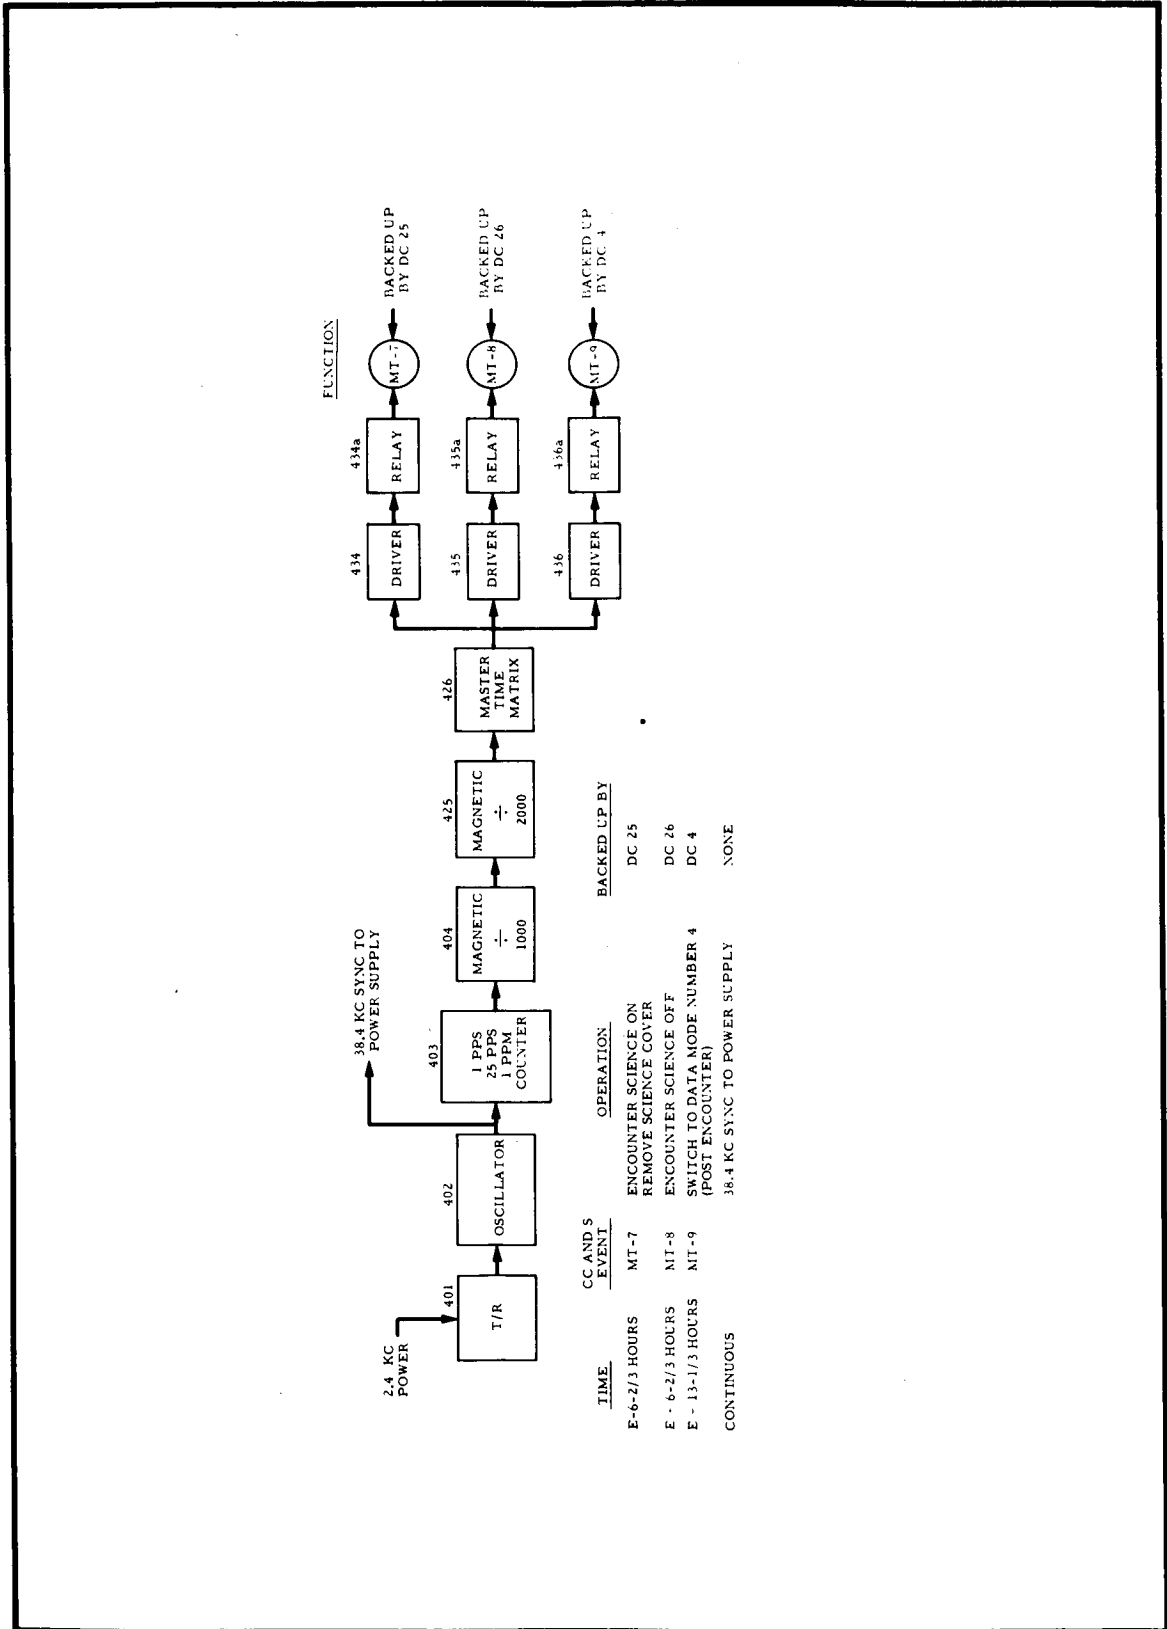 FUNCTION
2.4 KC
POWER
401
T/R
402
OSCILLATOR
38.4 KC SYNC TO
POWER SUPPLY
403
1 PPS
25 PPS
1 PPM
COUNTER
404
MAGNETIC
÷
1000
425
MAGNETIC
÷
2000
426
MASTER
TIME
MATRIX
434
DRIVER
434a
RELAY
MT-7
BACKED UP
BY DC 25
435
DRIVER
435a
RELAY
MT-8
BACKED UP
BY DC 26
436
DRIVER
436a
RELAY
MT-9
BACKED UP
BY DC 4
TIME
CC AND S
EVENT
OPERATION
BACKED UP BY
E-6-2/3 HOURS MT-7 ENCOUNTER SCIENCE ON DC 25
REMOVE SCIENCE COVER
E - 6-2/3 HOURS MT-8 ENCOUNTER SCIENCE OFF DC 26
E - 13-1/3 HOURS MT-9 SWITCH TO DATA MODE NUMBER 4 DC 4
(POST ENCOUNTER)
CONTINUOUS 38.4 KC SYNC TO POWER SUPPLY NONE